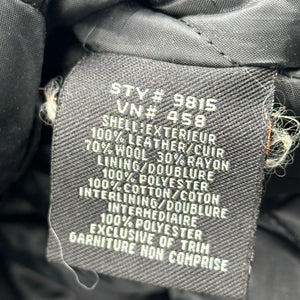 STY# 9815
VN# 458
SHELL:EXTERIEUR
100% LEATHER/CUIR
70% WOOL 30% RAYON
LINING/DOUBLURE
100% POLYESTER
100% COTTON/COTON
INTERLINING/DOUBLURE
INTERMEDIAIRE
100% POLYESTER
EXCLUSIVE OF TRIM
GARNITURE NON COMPRISE